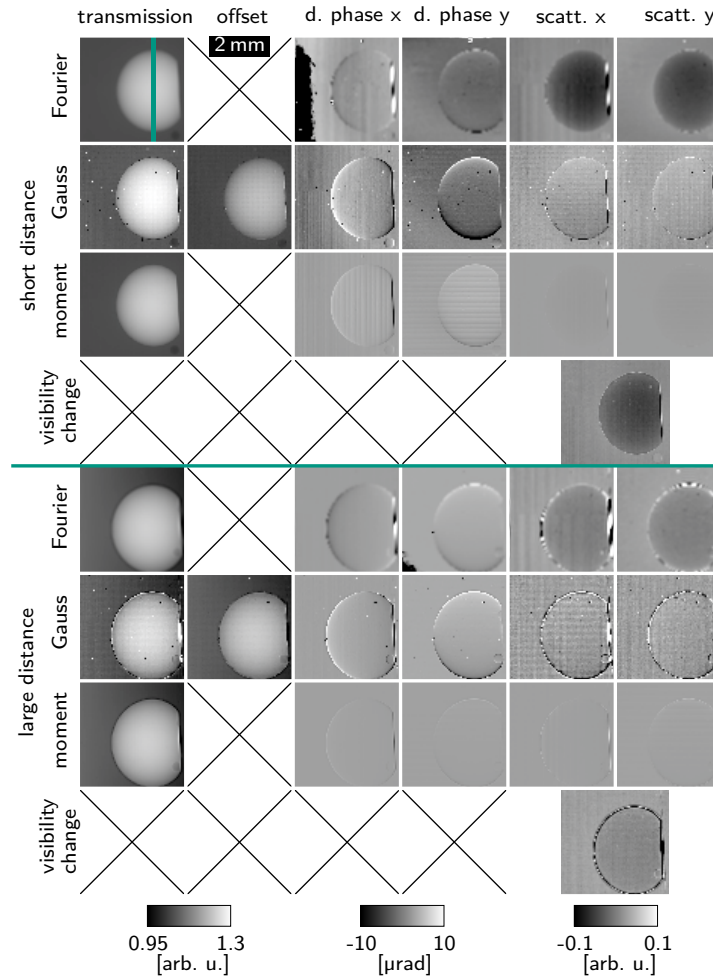 transmission offset d. phase x d. phase y scatt. x scatt. y
2 mm
Fourier
Gauss
moment
short distance
visibility
change
Fourier
Gauss
moment
large distance
visibility
change
0.95 1.3
[arb. u.]
-10 10
[µrad]
-0.1 0.1
[arb. u.]